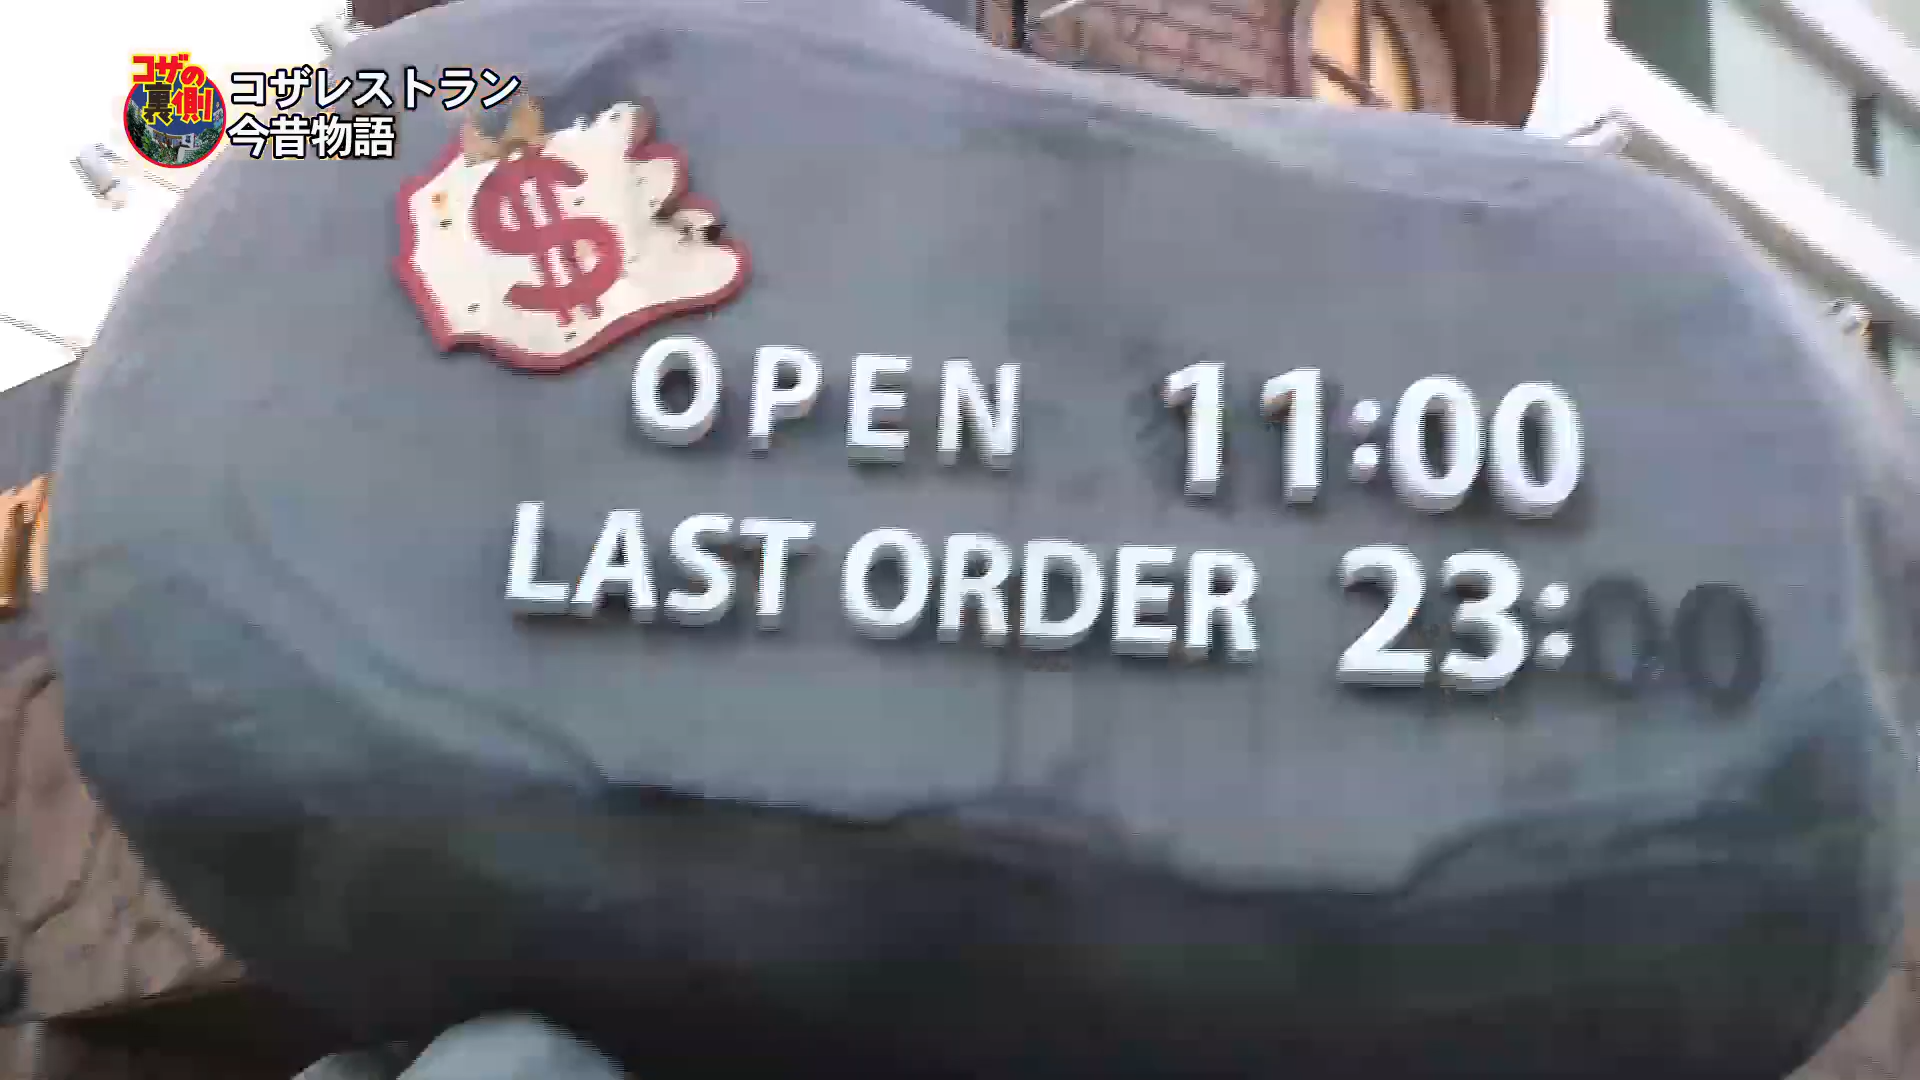 コザの
裏側
コザレストラン
今昔物語
$
OPEN 11:00
LAST ORDER 23:00